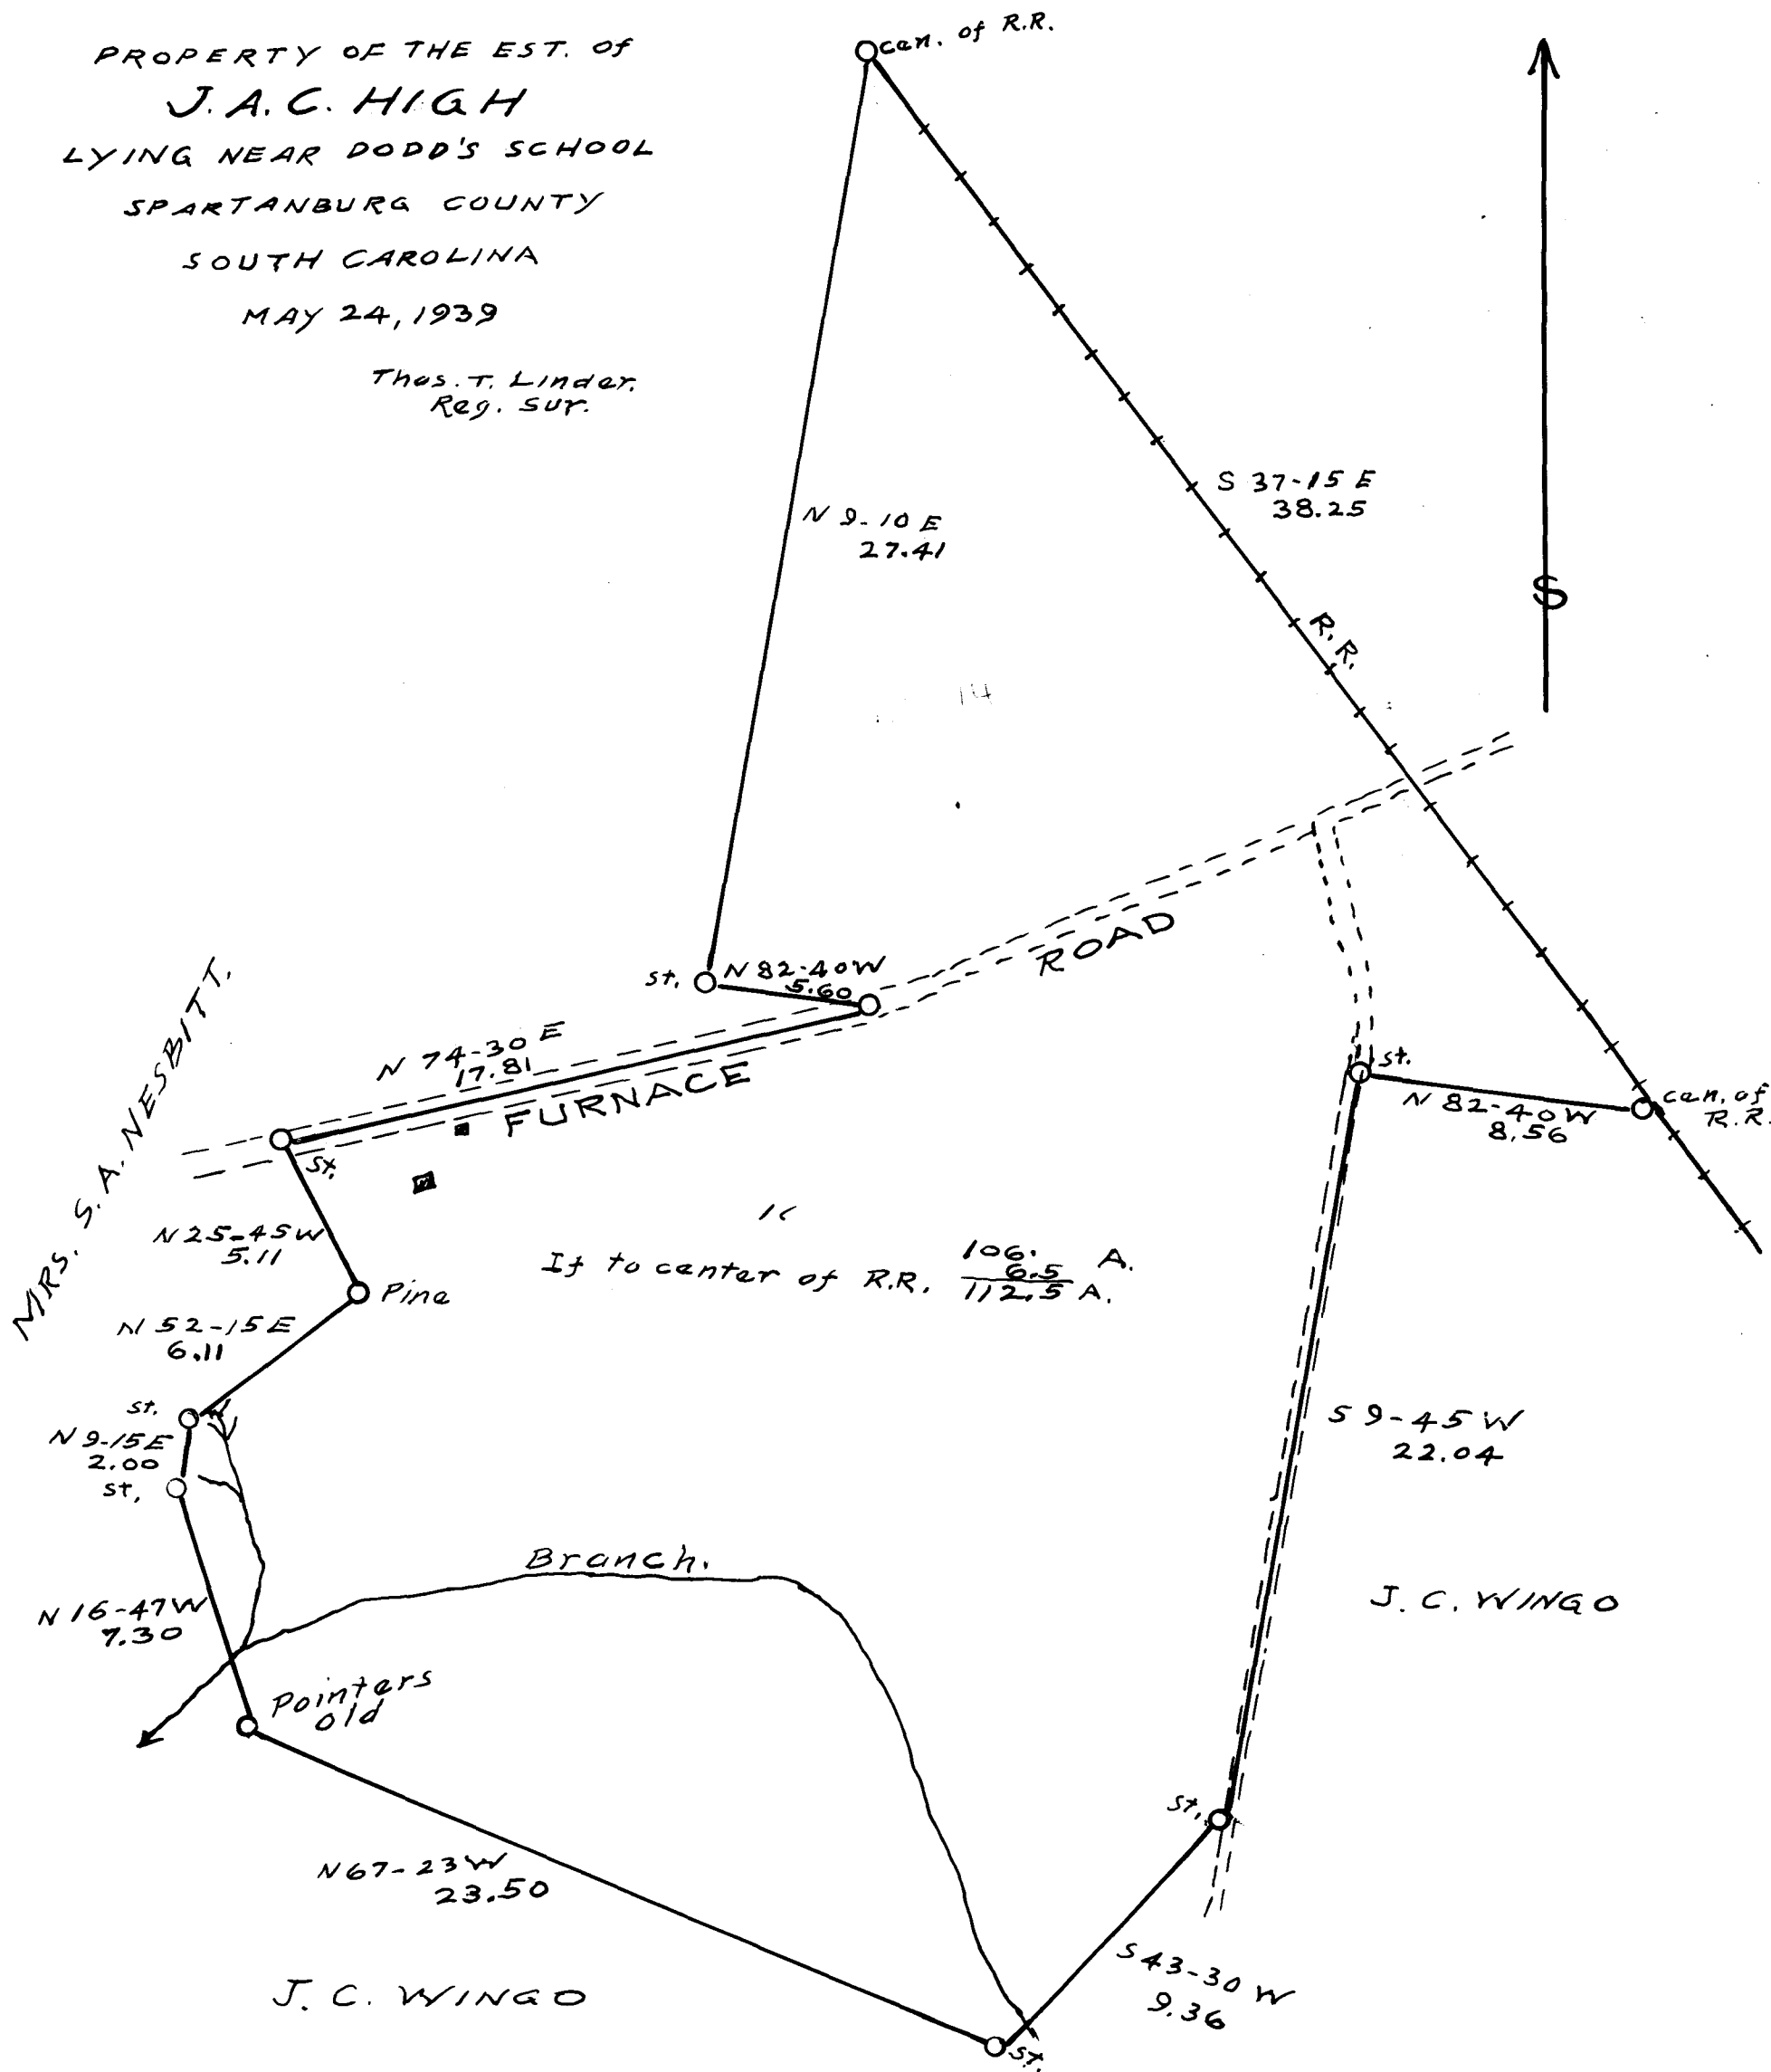 PROPERTY OF THE EST. of
J. A. C. HIGH
LYING NEAR DODD'S SCHOOL
SPARTANBURG COUNTY
SOUTH CAROLINA
MAY 24, 1939
Thos. T. Linder.
Reg. Sur.
cen. of R.R.
S 37-15 E
38.25
N 9-10 E
27.41
S
R.R.
14
ROAD
st.
N 82-40 W
5.60
N 74-30 E
17.81
FURNACE
MRS. S. A. NESBITT.
st.
st.
N 82-40 W
8.56
cen. of
R.R.
N 25-45 W
5.11
Pine
If to center of R.R.
106. A.
6.5
112.5 A.
N 52-15 E
6.11
st.
N 9-15 E
2.00
st.
S 9-45 W
22.04
Branch.
J. C. WINGO
N 16-47 W
7.30
Pointers
old
st.
N 67-23 W
23.50
S 43-30 W
9.36
J. C. WINGO
st.